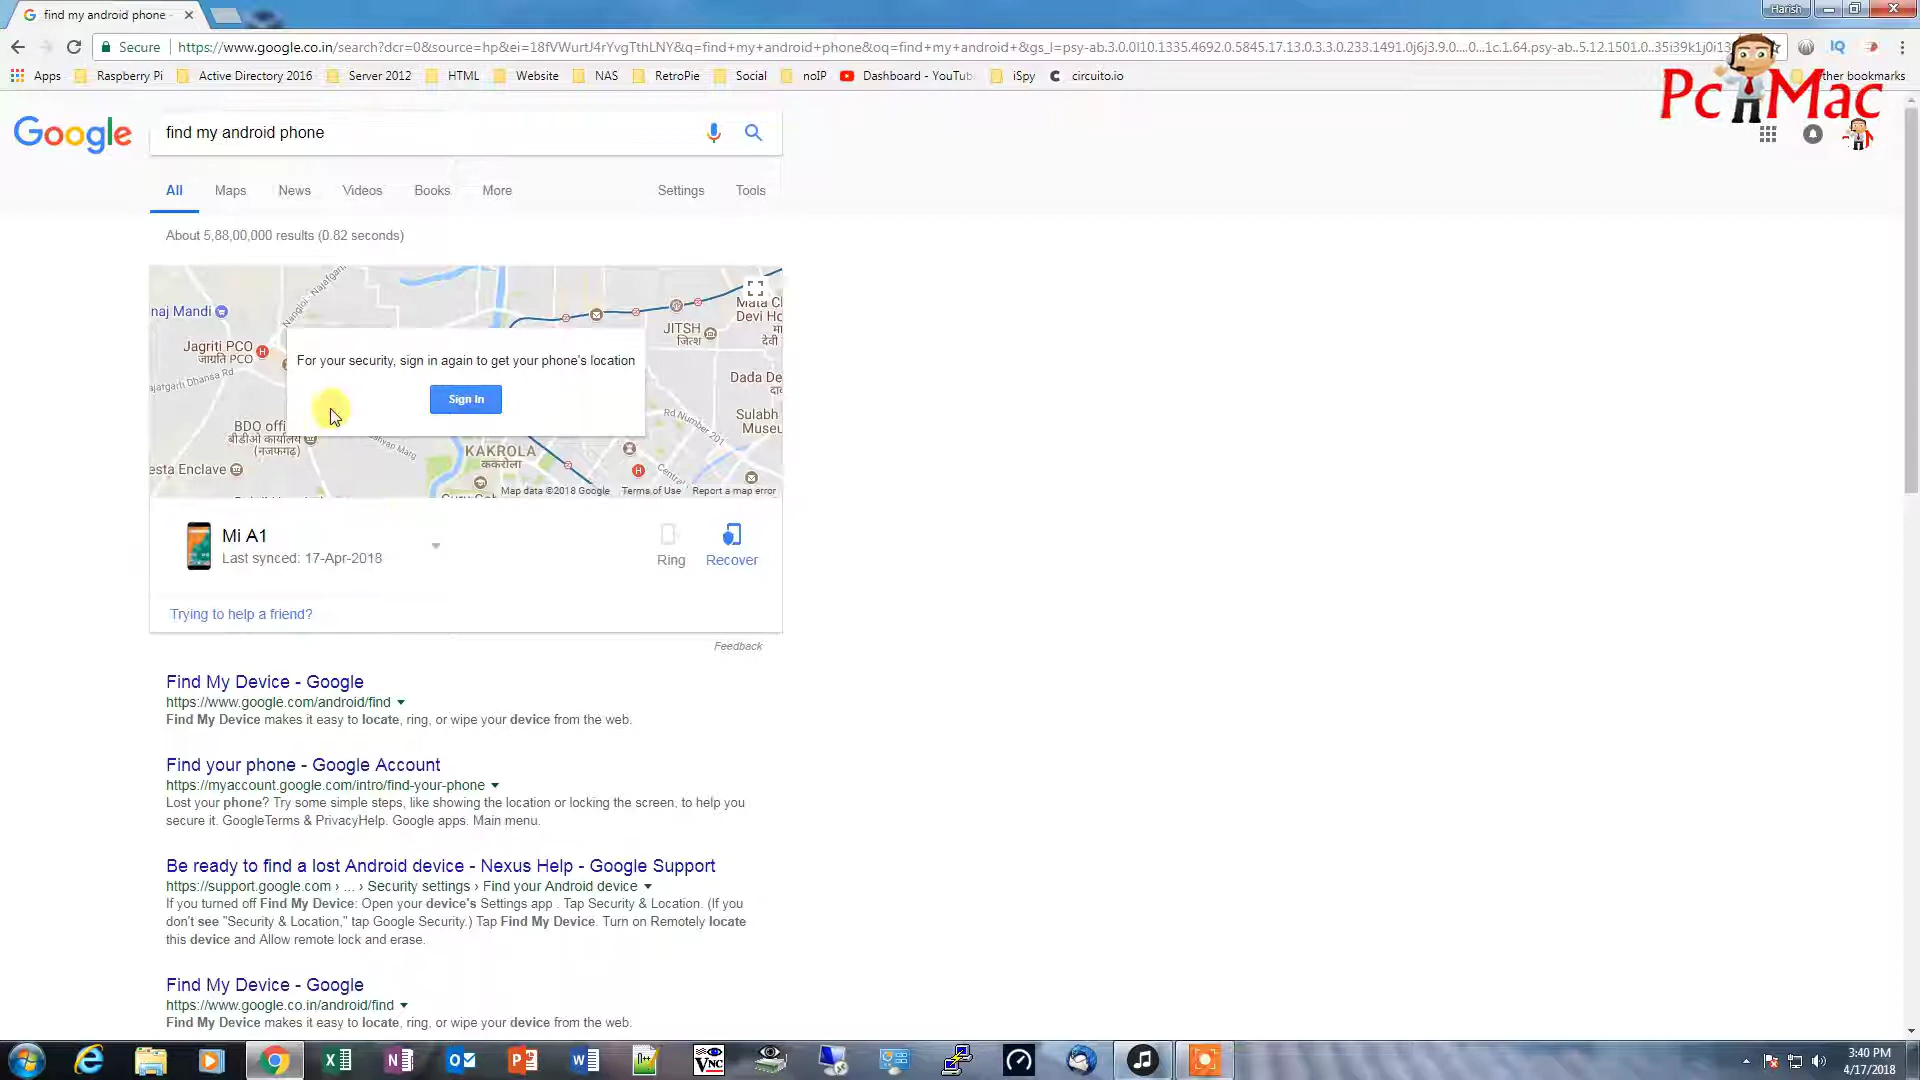 find my android phone -
Harish
Secure
https://www.google.co.in/search?dcr=0&source=hp&ei=18fVWurtJ4rYvgTthLNY&q=find+my+android+phone&oq=find+my+android+&gs_l=psy-ab.3.0.0l10.1335.4692.0.5845.17.13.0.3.3.0.233.1491.0j6j3.9.0....0...1c.1.64.psy-ab..5.12.1501.0..35i39k1j0i13
IQ
Apps
Raspberry Pi
Active Directory 2016
Server 2012
HTML
Website
NAS
RetroPie
Social
noIP
Dashboard - YouTub
iSpy
circuito.io
ther bookmarks
Pc Mac
Google
find my android phone
All
Maps
News
Videos
Books
More
Settings
Tools
About 5,88,00,000 results (0.82 seconds)
naj Mandi
Jagriti PCO
जागृति PCO
BDO offi
बीडीओ कार्यालय
(नजफगढ़)
esta Enclave
KAKROLA
ककरोला
JITSH
जित्श
Devi Ho
Dada De
Sulabh
Museu
Rd Number 201
For your security, sign in again to get your phone's location
Sign In
Map data ©2018 Google
Terms of Use
Report a map error
Mi A1
Last synced: 17-Apr-2018
Ring
Recover
Trying to help a friend?
Feedback
Find My Device - Google
https://www.google.com/android/find
Find My Device makes it easy to locate, ring, or wipe your device from the web.
Find your phone - Google Account
https://myaccount.google.com/intro/find-your-phone
Lost your phone? Try some simple steps, like showing the location or locking the screen, to help you
secure it. GoogleTerms & PrivacyHelp. Google apps. Main menu.
Be ready to find a lost Android device - Nexus Help - Google Support
https://support.google.com › ... › Security settings › Find your Android device
If you turned off Find My Device: Open your device's Settings app . Tap Security & Location. (If you
don't see "Security & Location," tap Google Security.) Tap Find My Device. Turn on Remotely locate
this device and Allow remote lock and erase.
Find My Device - Google
https://www.google.co.in/android/find
Find My Device makes it easy to locate, ring, or wipe your device from the web.
3:40 PM
4/17/2018